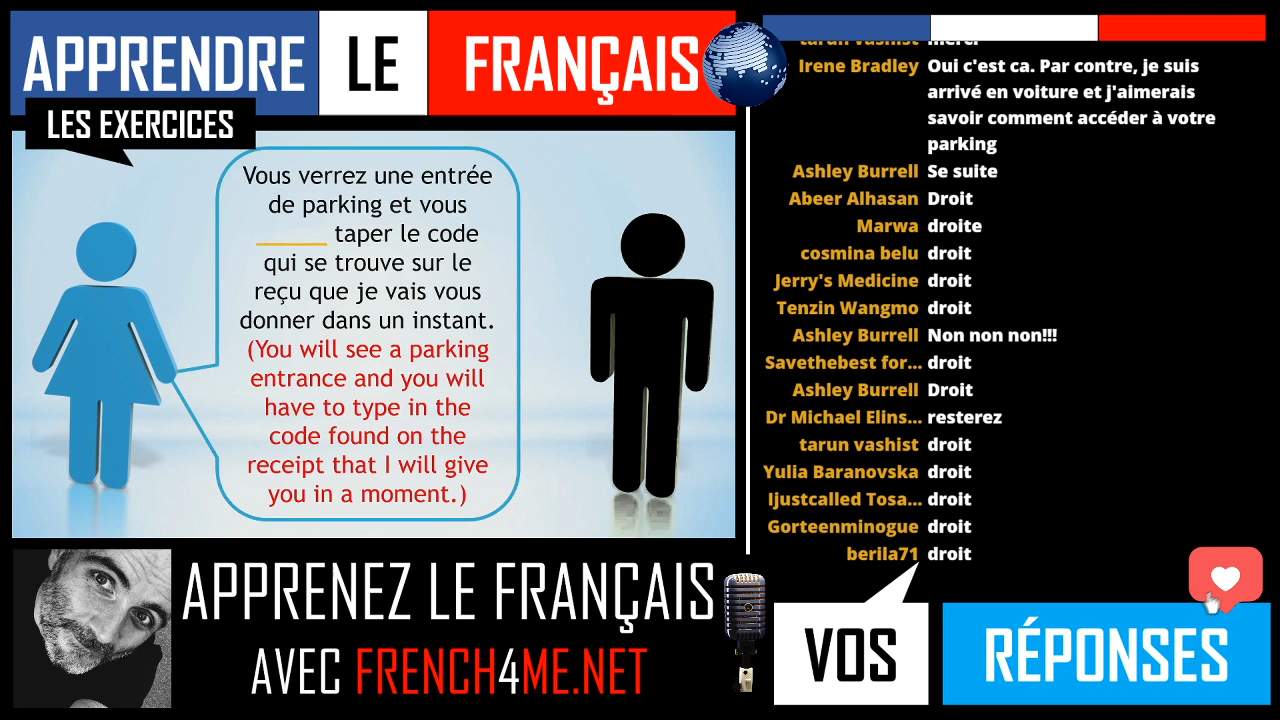 APPRENDRE LE FRANÇAIS
LES EXERCICES
Vous verrez une entrée
de parking et vous
______ taper le code
qui se trouve sur le
reçu que je vais vous
donner dans un instant.
(You will see a parking
entrance and you will
have to type in the
code found on the
receipt that I will give
you in a moment.)
APPRENEZ LE FRANÇAIS
AVEC FRENCH4ME.NET
tarun vashist merci
Irene Bradley Oui c'est ca. Par contre, je suis
arrivé en voiture et j'aimerais
savoir comment accéder à votre
parking
Ashley Burrell Se suite
Abeer Alhasan Droit
Marwa droite
cosmina belu droit
Jerry's Medicine droit
Tenzin Wangmo droit
Ashley Burrell Non non non!!!
Savethebest for... droit
Ashley Burrell Droit
Dr Michael Elins... resterez
tarun vashist droit
Yulia Baranovska droit
Ijustcalled Tosa... droit
Gorteenminogue droit
berila71 droit
VOS RÉPONSES